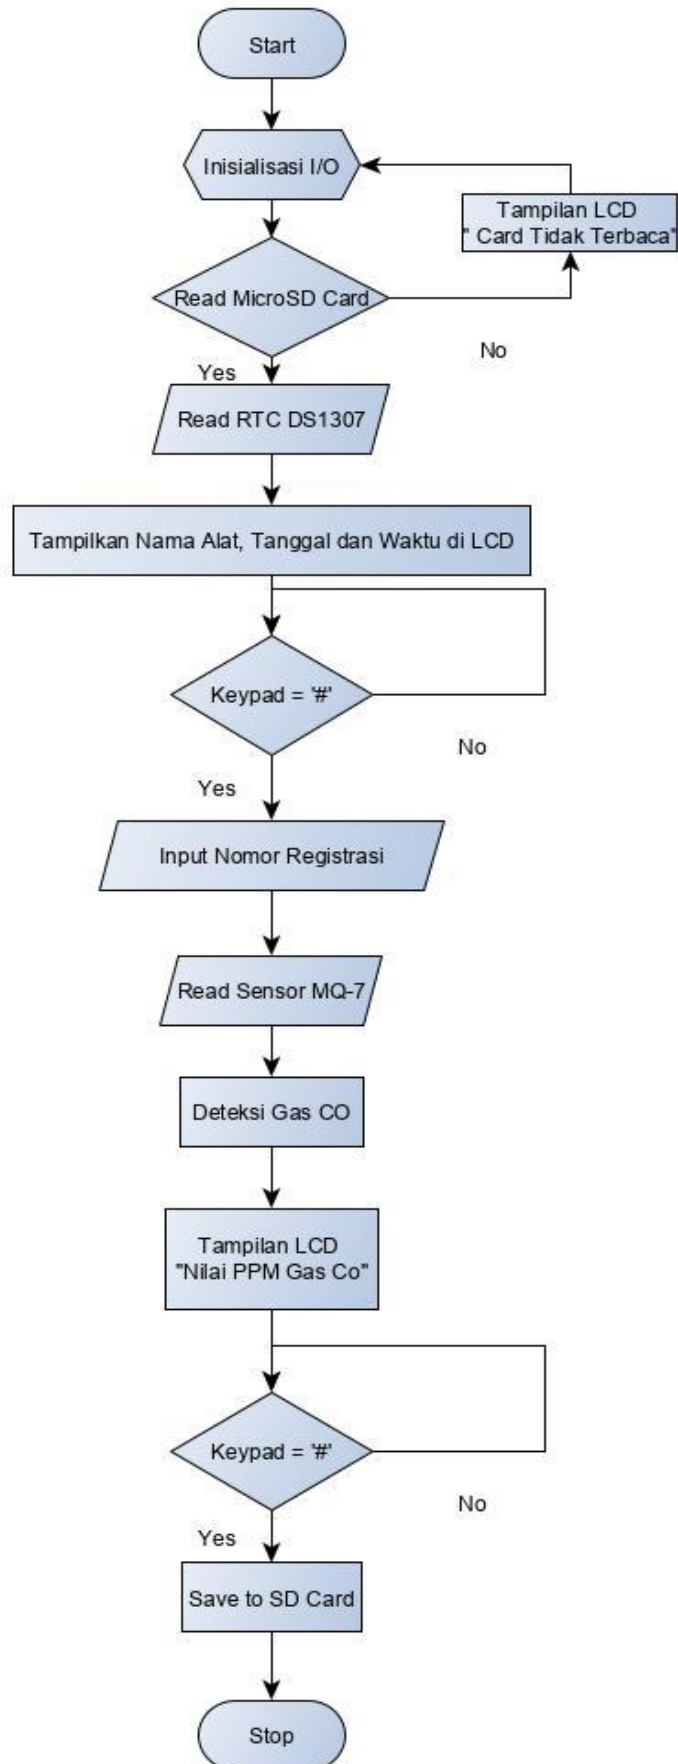 Start
Inisialisasi I/O
Tampilan LCD
" Card Tidak Terbaca"
Read MicroSD Card
No
Yes
Read RTC DS1307
Tampilkan Nama Alat, Tanggal dan Waktu di LCD
Keypad = '#'
No
Yes
Input Nomor Registrasi
Read Sensor MQ-7
Deteksi Gas CO
Tampilan LCD
"Nilai PPM Gas Co"
Keypad = '#'
No
Yes
Save to SD Card
Stop